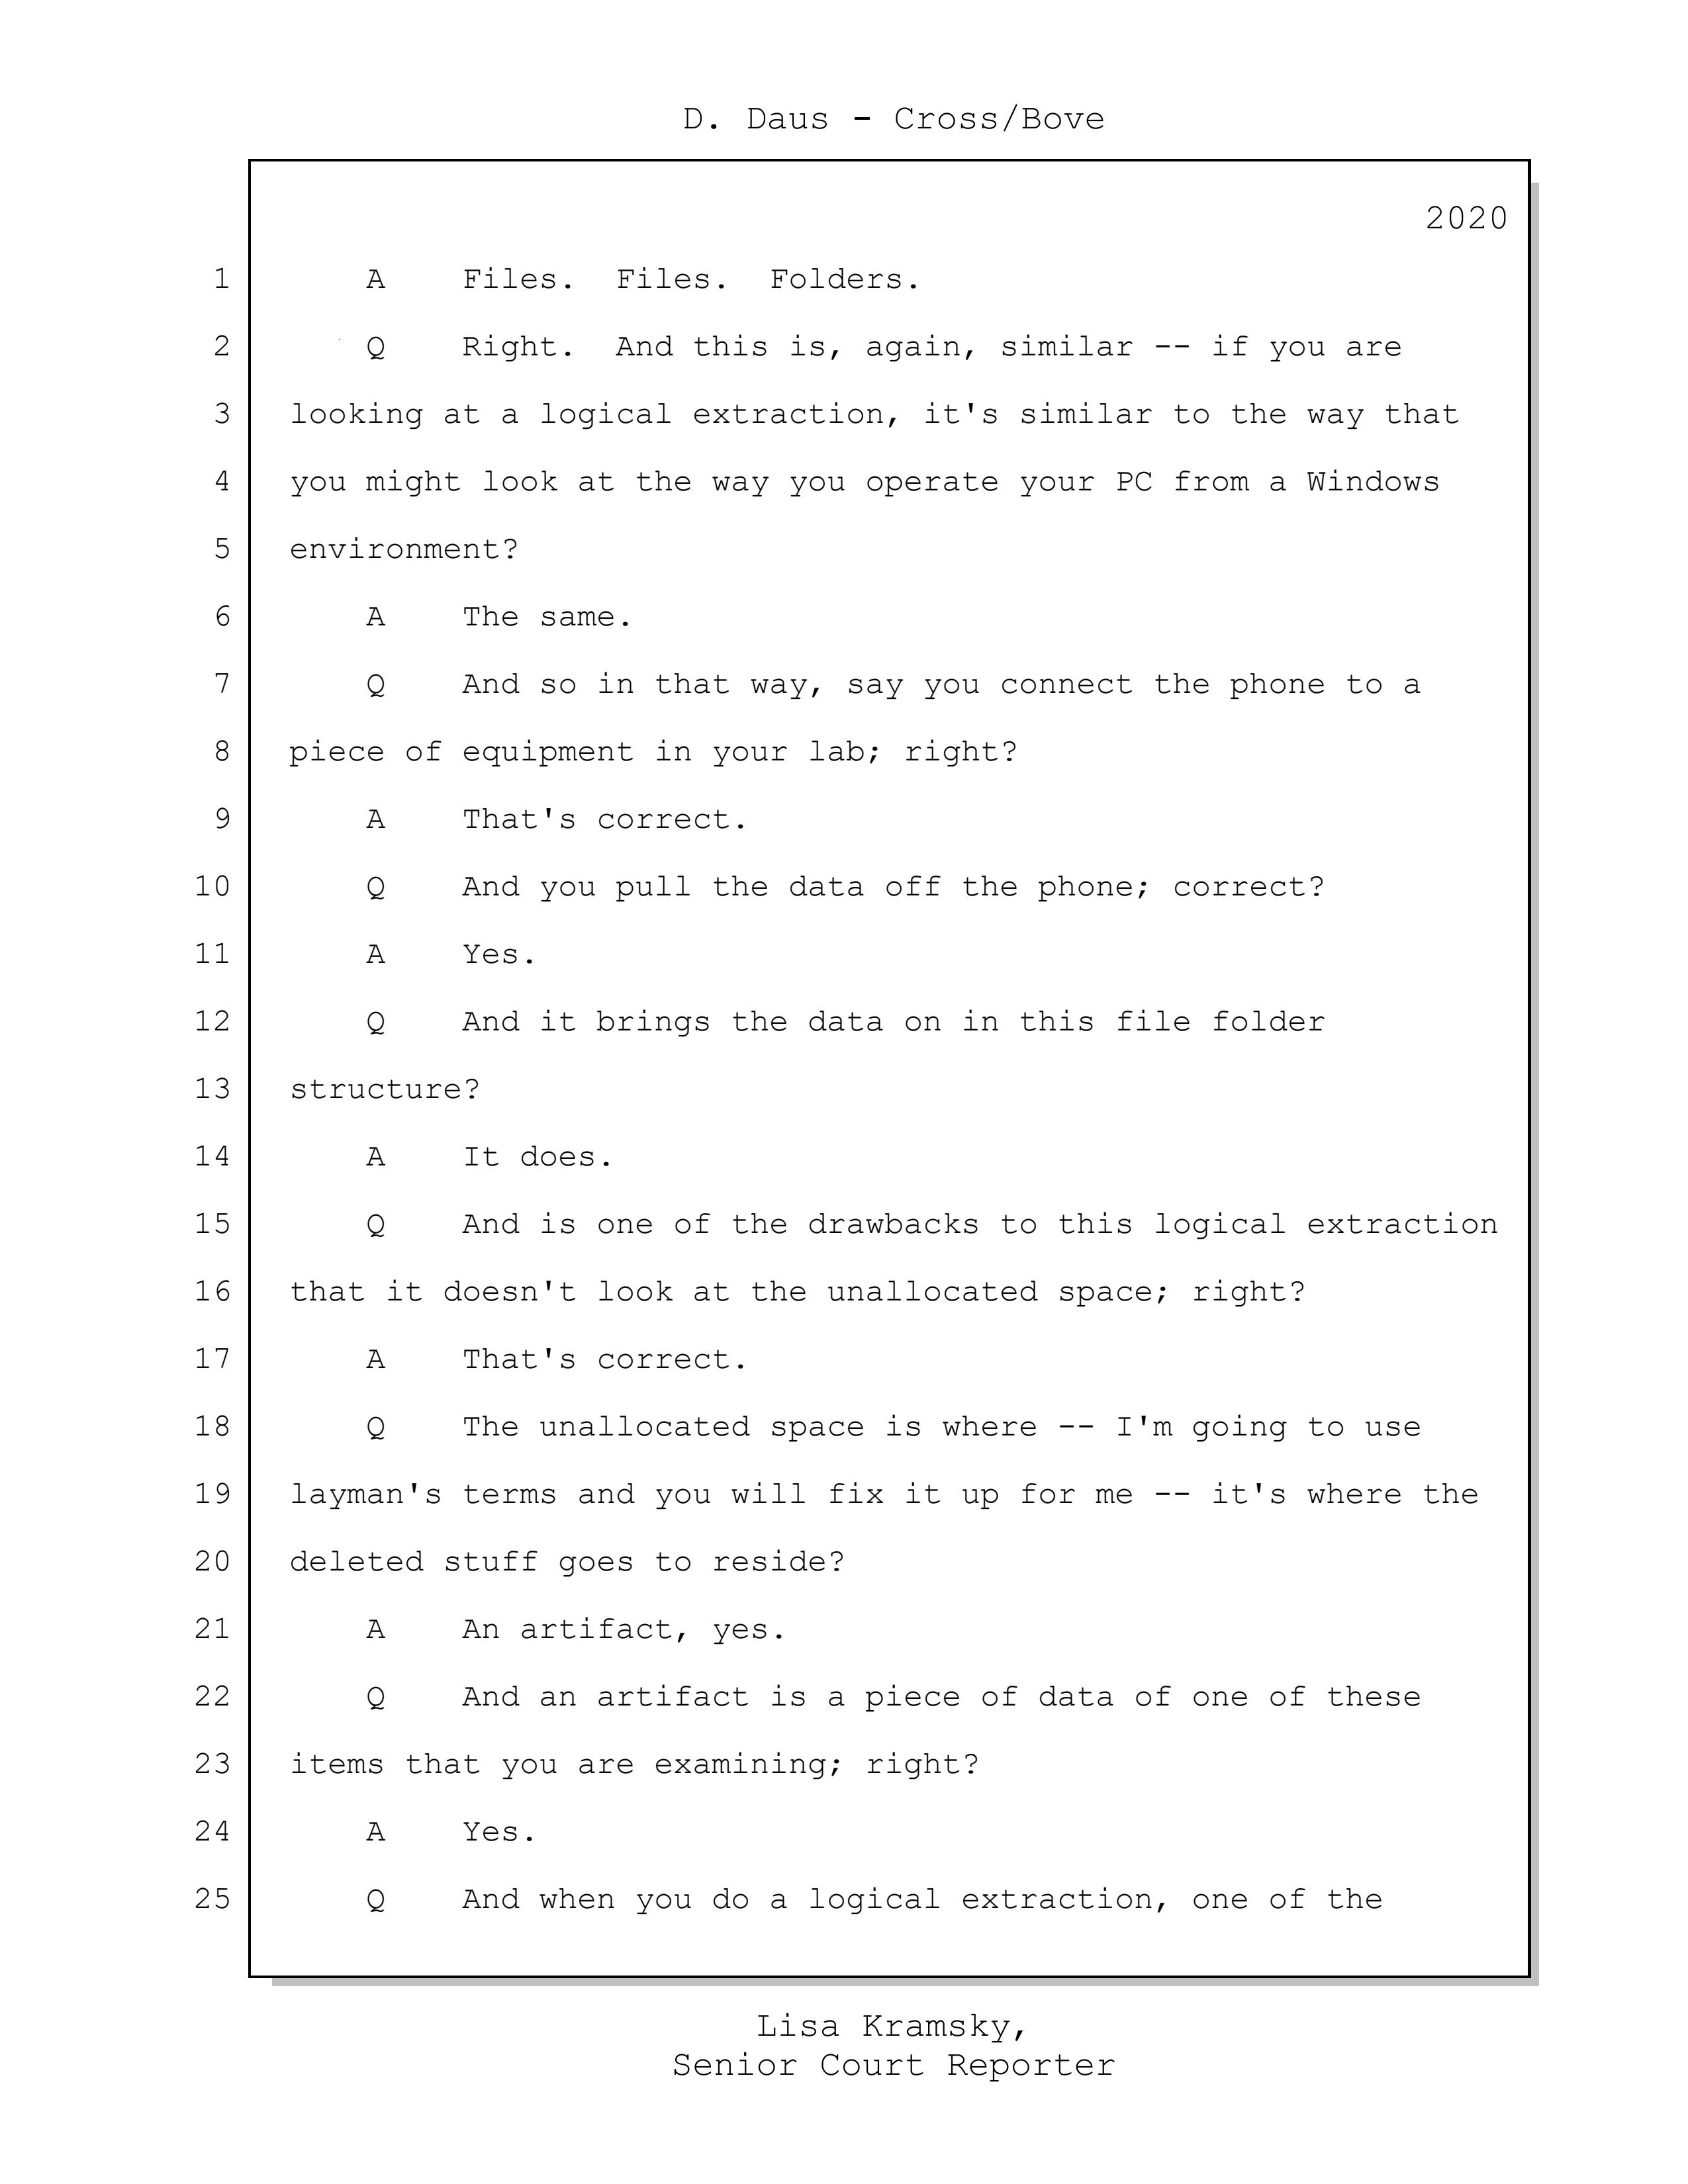 D. Daus - Cross/Bove
2020
1 A Files. Files. Folders.
2 Q Right. And this is, again, similar -- if you are
3 looking at a logical extraction, it's similar to the way that
4 you might look at the way you operate your PC from a Windows
5 environment?
6 A The same.
7 Q And so in that way, say you connect the phone to a
8 piece of equipment in your lab; right?
9 A That's correct.
10 Q And you pull the data off the phone; correct?
11 A Yes.
12 Q And it brings the data on in this file folder
13 structure?
14 A It does.
15 Q And is one of the drawbacks to this logical extraction
16 that it doesn't look at the unallocated space; right?
17 A That's correct.
18 Q The unallocated space is where -- I'm going to use
19 layman's terms and you will fix it up for me -- it's where the
20 deleted stuff goes to reside?
21 A An artifact, yes.
22 Q And an artifact is a piece of data of one of these
23 items that you are examining; right?
24 A Yes.
25 Q And when you do a logical extraction, one of the
Lisa Kramsky,
Senior Court Reporter